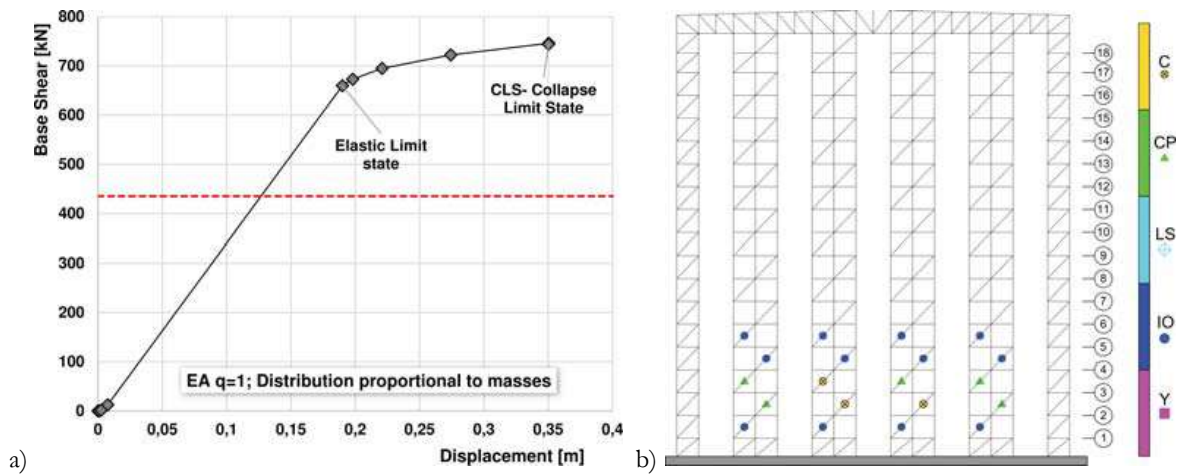 800
700
600
500
400
300
200
100
0
Base Shear [kN]
CLS- Collapse
Limit State
Elastic Limit
state
EA q=1; Distribution proportional to masses
0
0,05
0,1
0,15
0,2
0,25
0,3
0,35
0,4
Displacement [m]
a)
18
17
16
15
14
13
12
11
10
9
8
7
6
5
4
3
2
1
C
CP
LS
IO
Y
b)